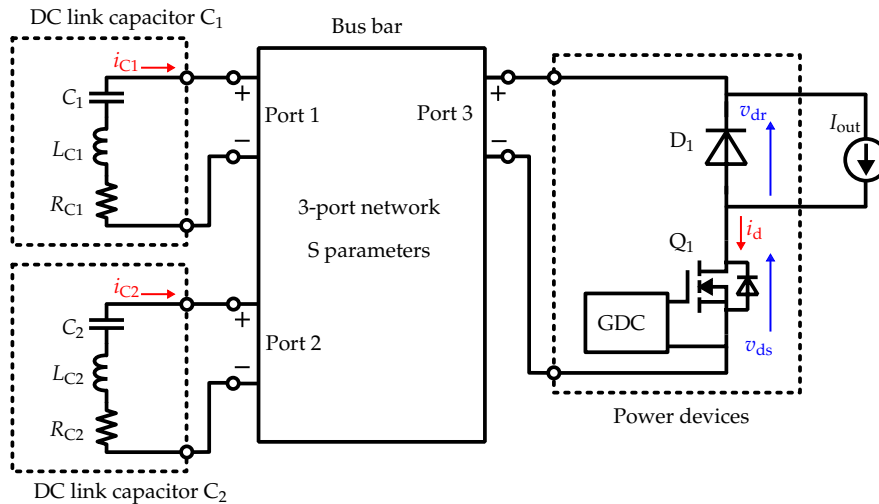 DC link capacitor C1
Bus bar
iC1
C1
LC1
RC1
+
−
Port 1
Port 3
+
−
3-port network
S parameters
D1
vdr
Iout
Q1
id
GDC
vds
Power devices
iC2
C2
LC2
RC2
+
−
Port 2
DC link capacitor C2